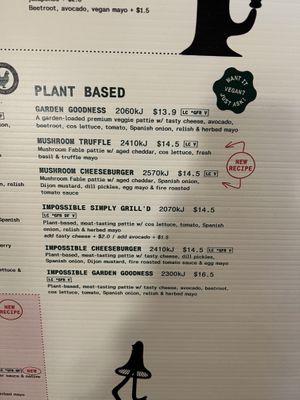 Beetroot, avocado, vegan mayo + $1.5
PLANT BASED
WANT IT
VEGAN?
JUST ASK!
GARDEN GOODNESS 2060kJ $13.9 LC *GFR V
A garden-loaded premium veggie pattie w/ tasty cheese, avocado,
beetroot, cos lettuce, tomato, Spanish onion, relish & herbed mayo
MUSHROOM TRUFFLE 2410kJ $14.5 LC V
Mushroom Fable pattie w/ aged cheddar, cos lettuce, fresh
basil & truffle mayo
NEW
RECIPE
MUSHROOM CHEESEBURGER 2570kJ $14.5 LC V
Mushroom Fable pattie w/ aged cheddar, Spanish onion,
Dijon mustard, dill pickles, egg mayo & fire roasted
tomato sauce
IMPOSSIBLE SIMPLY GRILL'D 2070kJ $14.5
LC *GFR DF V
Plant-based, meat-tasting pattie w/ cos lettuce, tomato, Spanish
onion, relish & herbed mayo
add tasty cheese + $2.0 / add avocado + $1.5
IMPOSSIBLE CHEESEBURGER 2410kJ $14.5 LC *GFR V
Plant-based, meat-tasting pattie w/ tasty cheese, dill pickles,
Spanish onion, Dijon mustard, fire roasted tomato sauce & egg mayo
IMPOSSIBLE GARDEN GOODNESS 2300kJ $16.5
LC *GFR V
Plant-based, meat-tasting pattie w/ tasty cheese, avocado, beetroot,
cos lettuce, tomato, Spanish onion, relish & herbed mayo
onion,
, relish
Spanish
lettuce &
NEW
RECIPE
NEW